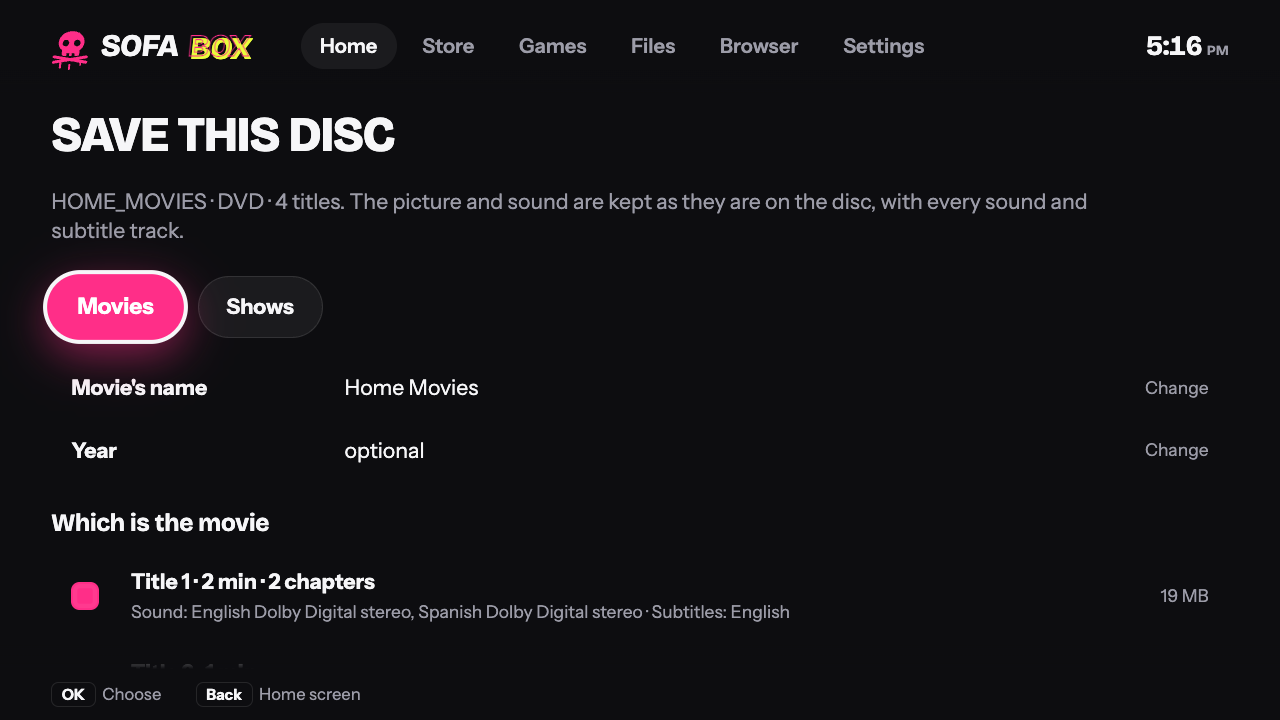 SOFA BOX
Home
Store
Games
Files
Browser
Settings
5:16 PM
SAVE THIS DISC
HOME_MOVIES · DVD · 4 titles. The picture and sound are kept as they are on the disc, with every sound and
subtitle track.
Movies
Shows
Movie's name
Home Movies
Change
Year
optional
Change
Which is the movie
Title 1 · 2 min · 2 chapters
Sound: English Dolby Digital stereo, Spanish Dolby Digital stereo · Subtitles: English
19 MB
OK Choose
Back Home screen